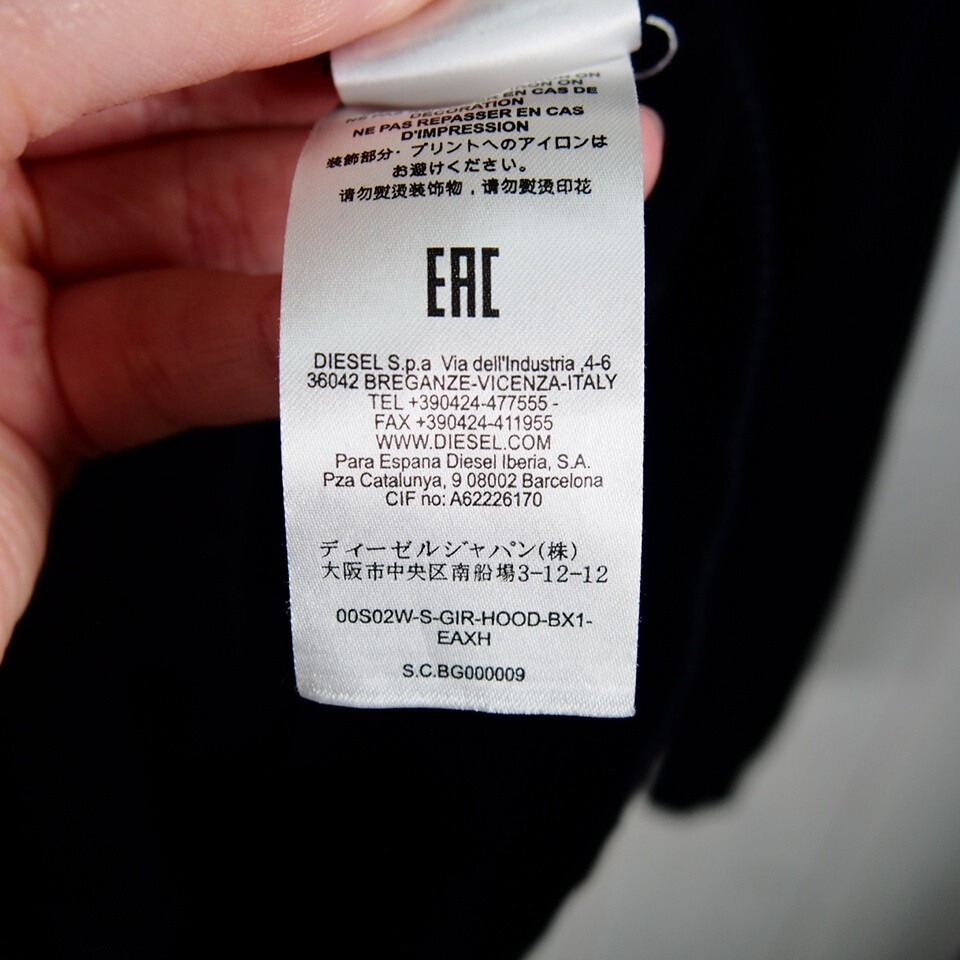 EN CAS DE
NE PAS DECORATION
NE PAS REPASSER EN CAS
D'IMPRESSION
装飾部分・プリントへのアイロンは
お避けください。
请勿熨烫装饰物，请勿熨烫印花
EAC
DIESEL S.p.a Via dell'Industria ,4-6
36042 BREGANZE-VICENZA-ITALY
TEL +390424-477555 -
FAX +390424-411955
WWW.DIESEL.COM
Para Espana Diesel Iberia, S.A.
Pza Catalunya, 9 08002 Barcelona
CIF no: A62226170
ディーゼルジャパン(株)
大阪市中央区南船場3-12-12
00S02W-S-GIR-HOOD-BX1-
EAXH
S.C.BG000009